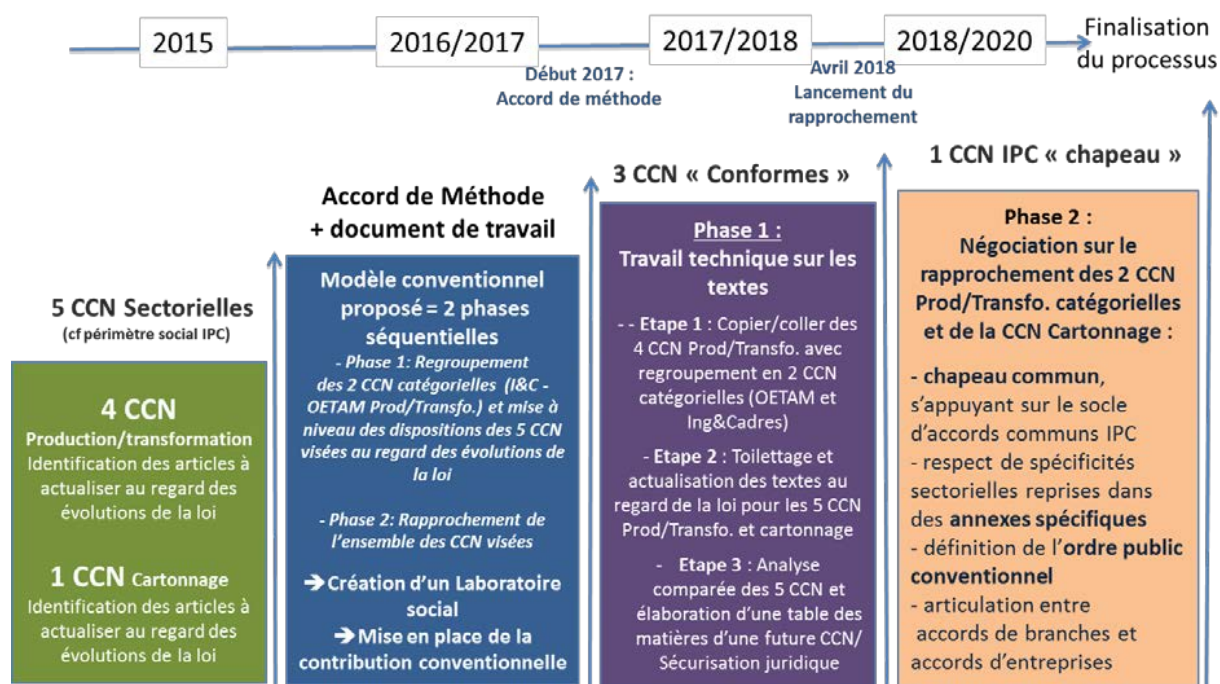 2015
2016/2017
2017/2018
2018/2020
Finalisation
du processus
Début 2017 :
Accord de méthode
Avril 2018
Lancement du
rapprochement
5 CCN Sectorielles
(cf périmètre social IPC)
4 CCN
Production/transformation
Identification des articles à
actualiser au regard des
évolutions de la loi
1 CCN Cartonnage
Identification des articles à
actualiser au regard des
évolutions de la loi
Accord de Méthode
+ document de travail
Modèle conventionnel
proposé = 2 phases
séquentielles
- Phase 1: Regroupement
des 2 CCN catégorielles (I&C -
OETAM Prod/Transfo.) et mise à
niveau des dispositions des 5 CCN
visées au regard des évolutions de
la loi
- Phase 2: Rapprochement de
l'ensemble des CCN visées
➔ Création d'un Laboratoire
social
➔ Mise en place de la
contribution conventionnelle
3 CCN « Conformes »
Phase 1 :
Travail technique sur les
textes
- - Etape 1 : Copier/coller des
4 CCN Prod/Transfo. avec
regroupement en 2 CCN
catégorielles (OETAM et
Ing&Cadres)
- Etape 2 : Toilettage et
actualisation des textes au
regard de la loi pour les 5 CCN
Prod/Transfo. et cartonnage
- Etape 3 : Analyse
comparée des 5 CCN et
élaboration d'une table des
matières d'une future CCN/
Sécurisation juridique
1 CCN IPC « chapeau »
Phase 2 :
Négociation sur le
rapprochement des 2 CCN
Prod/Transfo. catégorielles
et de la CCN Cartonnage :
- chapeau commun,
s'appuyant sur le socle
d'accords communs IPC
- respect de spécificités
sectorielles reprises dans
des annexes spécifiques
- définition de l'ordre public
conventionnel
- articulation entre
accords de branches et
accords d'entreprises